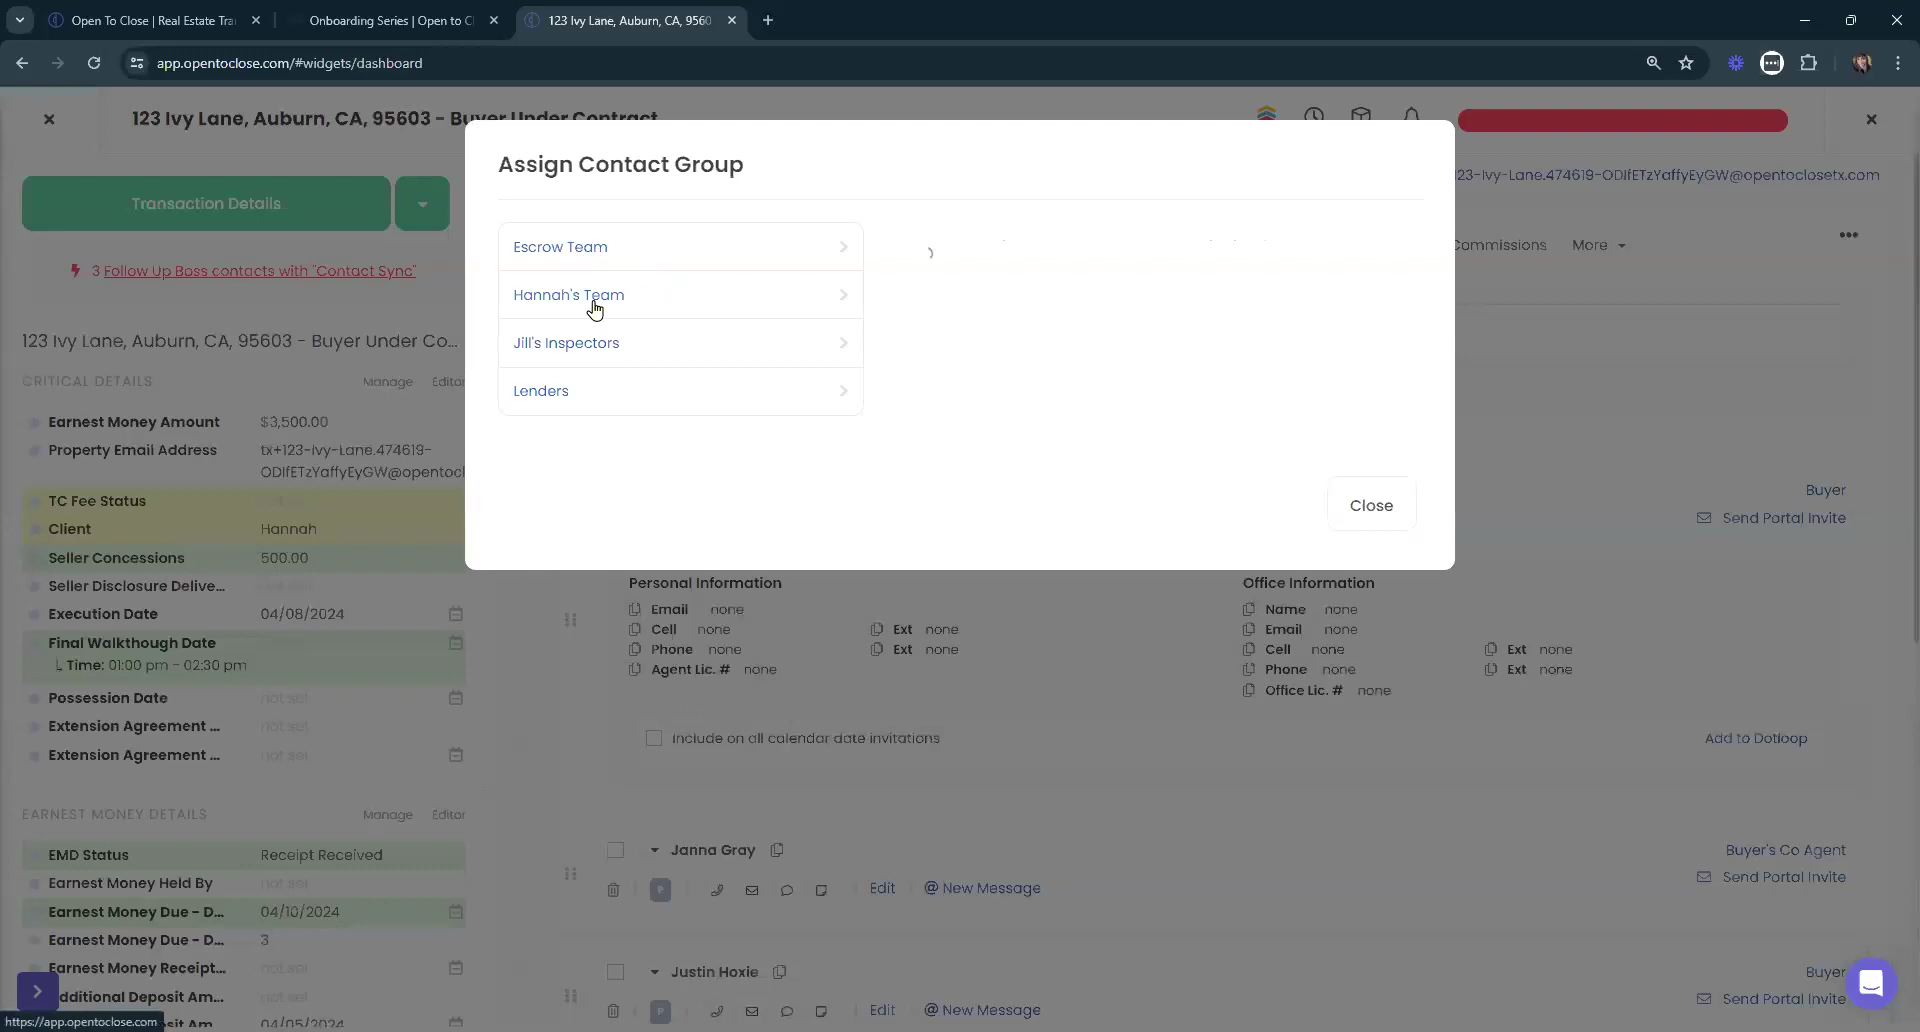 Open To Close | Real Estate Tra
Onboarding Series | Open to Cl
123 Ivy Lane, Auburn, CA, 9560
app.opentoclose.com/#widgets/dashboard
123 Ivy Lane, Auburn, CA, 95603 - Buyer Under Contract
Assign Contact Group
123-Ivy-Lane.474619-ODIfETzYaffyEyGW@opentoclosetx.com
Transaction Details
Commissions
More
3 Follow Up Boss contacts with "Contact Sync"
Escrow Team
Hannah's Team
Jill's Inspectors
Lenders
Close
123 Ivy Lane, Auburn, CA, 95603 - Buyer Under Co...
CRITICAL DETAILS
Manage
Editor
Earnest Money Amount
$3,500.00
Property Email Address
tx+123-Ivy-Lane.474619-
ODIfETzYaffyEyGW@opentocl
TC Fee Status
Client
Hannah
Seller Concessions
500.00
Seller Disclosure Delive...
not set
Execution Date
04/08/2024
Final Walkthough Date
Time: 01:00 pm - 02:30 pm
Possession Date
not set
Extension Agreement ...
not set
Extension Agreement ...
not set
EARNEST MONEY DETAILS
Manage
Editor
EMD Status
Receipt Received
Earnest Money Held By
not set
Earnest Money Due - D...
04/10/2024
Earnest Money Due - D...
3
Earnest Money Receipt...
not set
dditional Deposit Am...
not set
sit Am
04/05/2024
Buyer
Send Portal Invite
Personal Information
Email none
Cell none
Ext none
Phone none
Ext none
Agent Lic. # none
Office Information
Name none
Email none
Cell none
Ext none
Phone none
Ext none
Office Lic. # none
Include on all calendar date invitations
Add to Dotloop
Janna Gray
Buyer's Co Agent
P
Edit
@ New Message
Send Portal Invite
Justin Hoxie
Buyer
P
Edit
@ New Message
Send Portal Invite
https://app.opentoclose.com